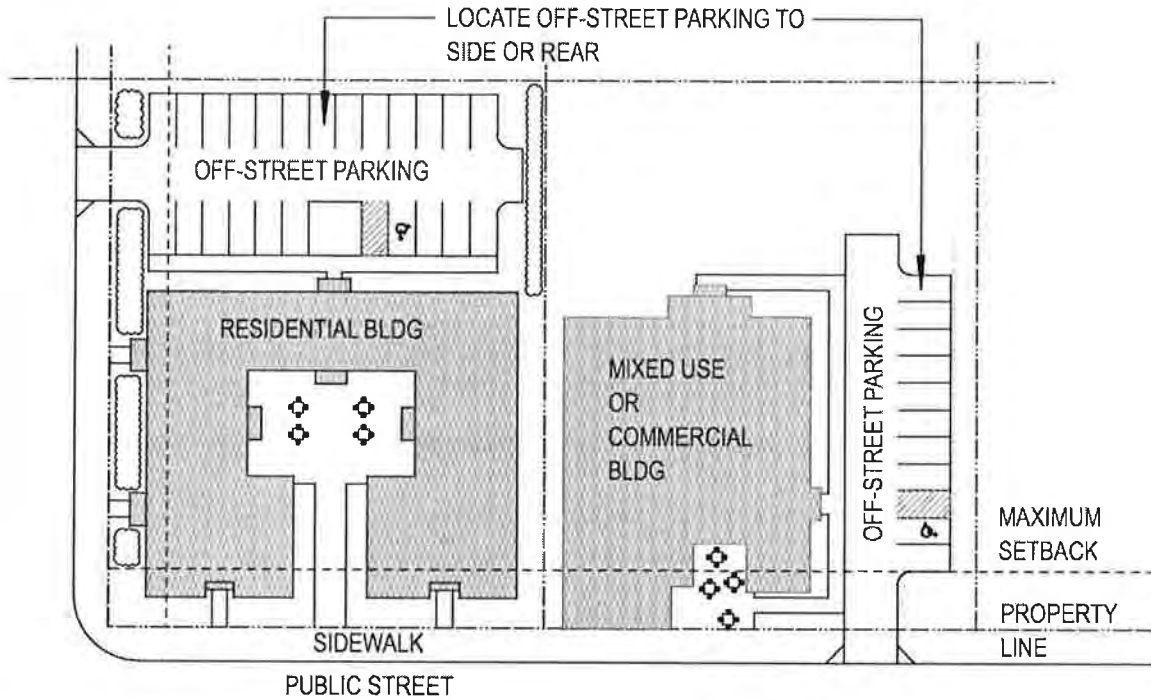 LOCATE OFF-STREET PARKING TO
SIDE OR REAR
OFF-STREET PARKING
RESIDENTIAL BLDG
MIXED USE
OR
COMMERCIAL
BLDG
OFF-STREET PARKING
MAXIMUM
SETBACK
PROPERTY
LINE
SIDEWALK
PUBLIC STREET